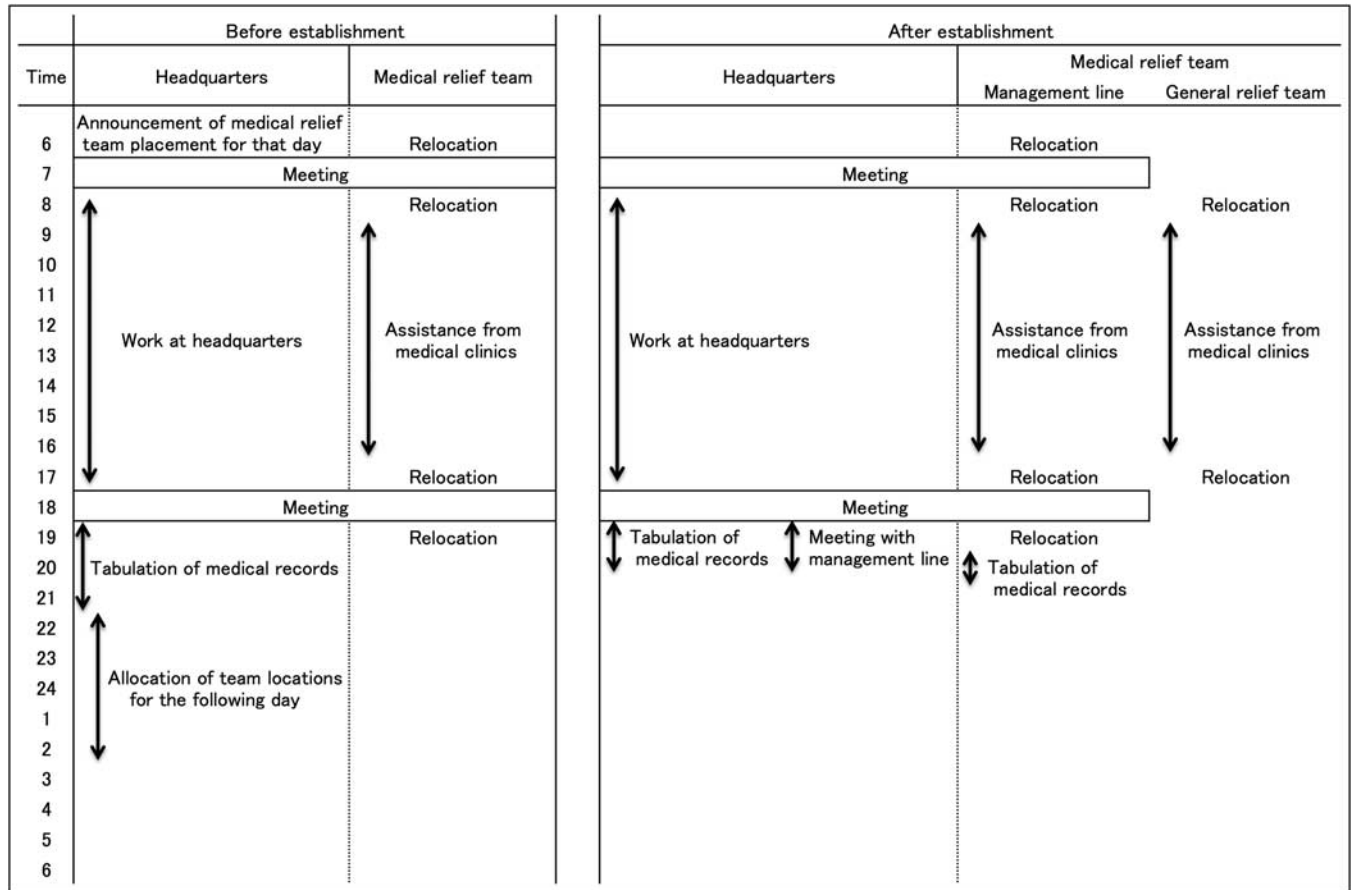 Before establishment
After establishment
Time
Headquarters
Medical relief team
Headquarters
Medical relief team
Management line
General relief team
Announcement of medical relief
team placement for that day
6
Relocation
Relocation
7
Meeting
Meeting
8
Relocation
Relocation
Relocation
9
10
11
12
13
Work at headquarters
Assistance from
medical clinics
Work at headquarters
Assistance from
medical clinics
Assistance from
medical clinics
14
15
16
17
Relocation
Relocation
Relocation
18
Meeting
Meeting
19
Relocation
Tabulation of
medical records
Meeting with
management line
Relocation
20
Tabulation of medical records
Tabulation of
medical records
21
22
23
24
Allocation of team locations
for the following day
1
2
3
4
5
6